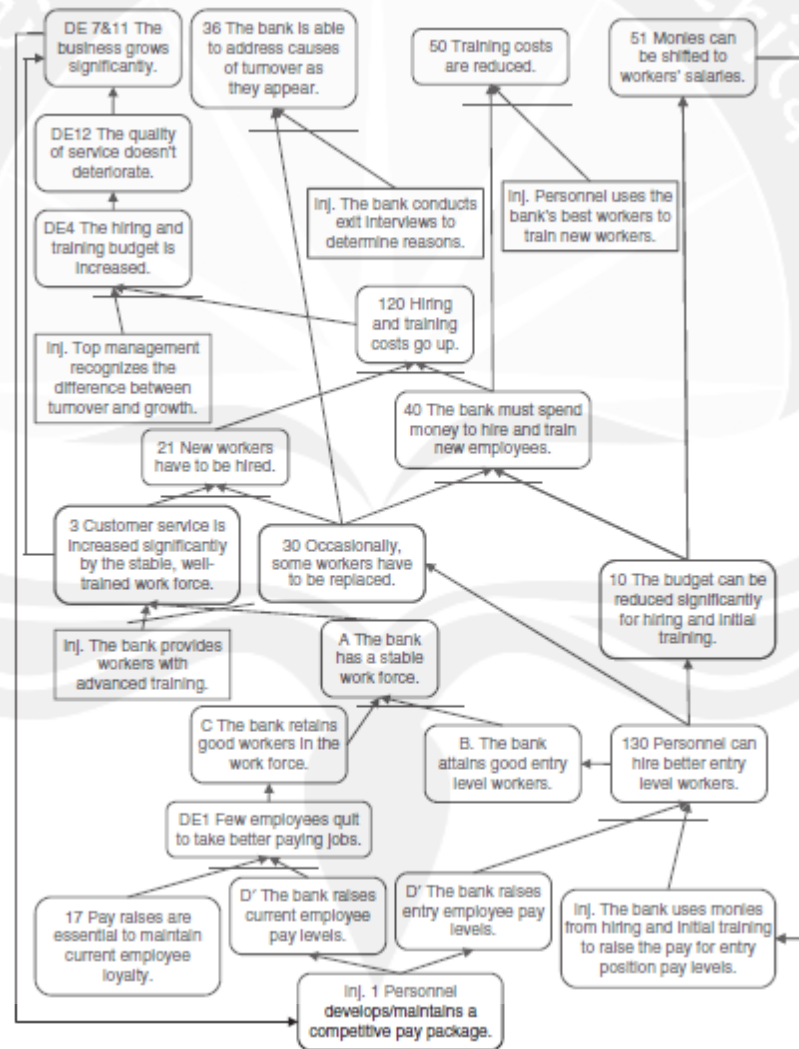 DE 7&11 The
business grows
significantly.
36 The bank is able
to address causes
of turnover as
they appear.
50 Training costs
are reduced.
51 Monies can
be shifted to
workers' salaries.
DE12 The quality
of service doesn't
deteriorate.
Inj. The bank conducts
exit interviews to
determine reasons.
Inj. Personnel uses the
bank's best workers to
train new workers.
DE4 The hiring and
training budget is
increased.
120 Hiring
and training
costs go up.
Inj. Top management
recognizes the
difference between
turnover and growth.
40 The bank must spend
money to hire and train
new employees.
21 New workers
have to be hired.
3 Customer service is
increased significantly
by the stable, well-
trained work force.
30 Occasionally,
some workers have
to be replaced.
10 The budget can be
reduced significantly
for hiring and initial
training.
Inj. The bank provides
workers with
advanced training.
A The bank
has a stable
work force.
C The bank retains
good workers in the
work force.
B. The bank
attains good entry
level workers.
130 Personnel can
hire better entry
level workers.
DE1 Few employees quit
to take better paying jobs.
17 Pay raises are
essential to maintain
current employee
loyalty.
D' The bank raises
current employee
pay levels.
D' The bank raises
entry employee pay
levels.
Inj. The bank uses monies
from hiring and initial training
to raise the pay for entry
position pay levels.
Inj. 1 Personnel
develops/maintains a
competitive pay package.